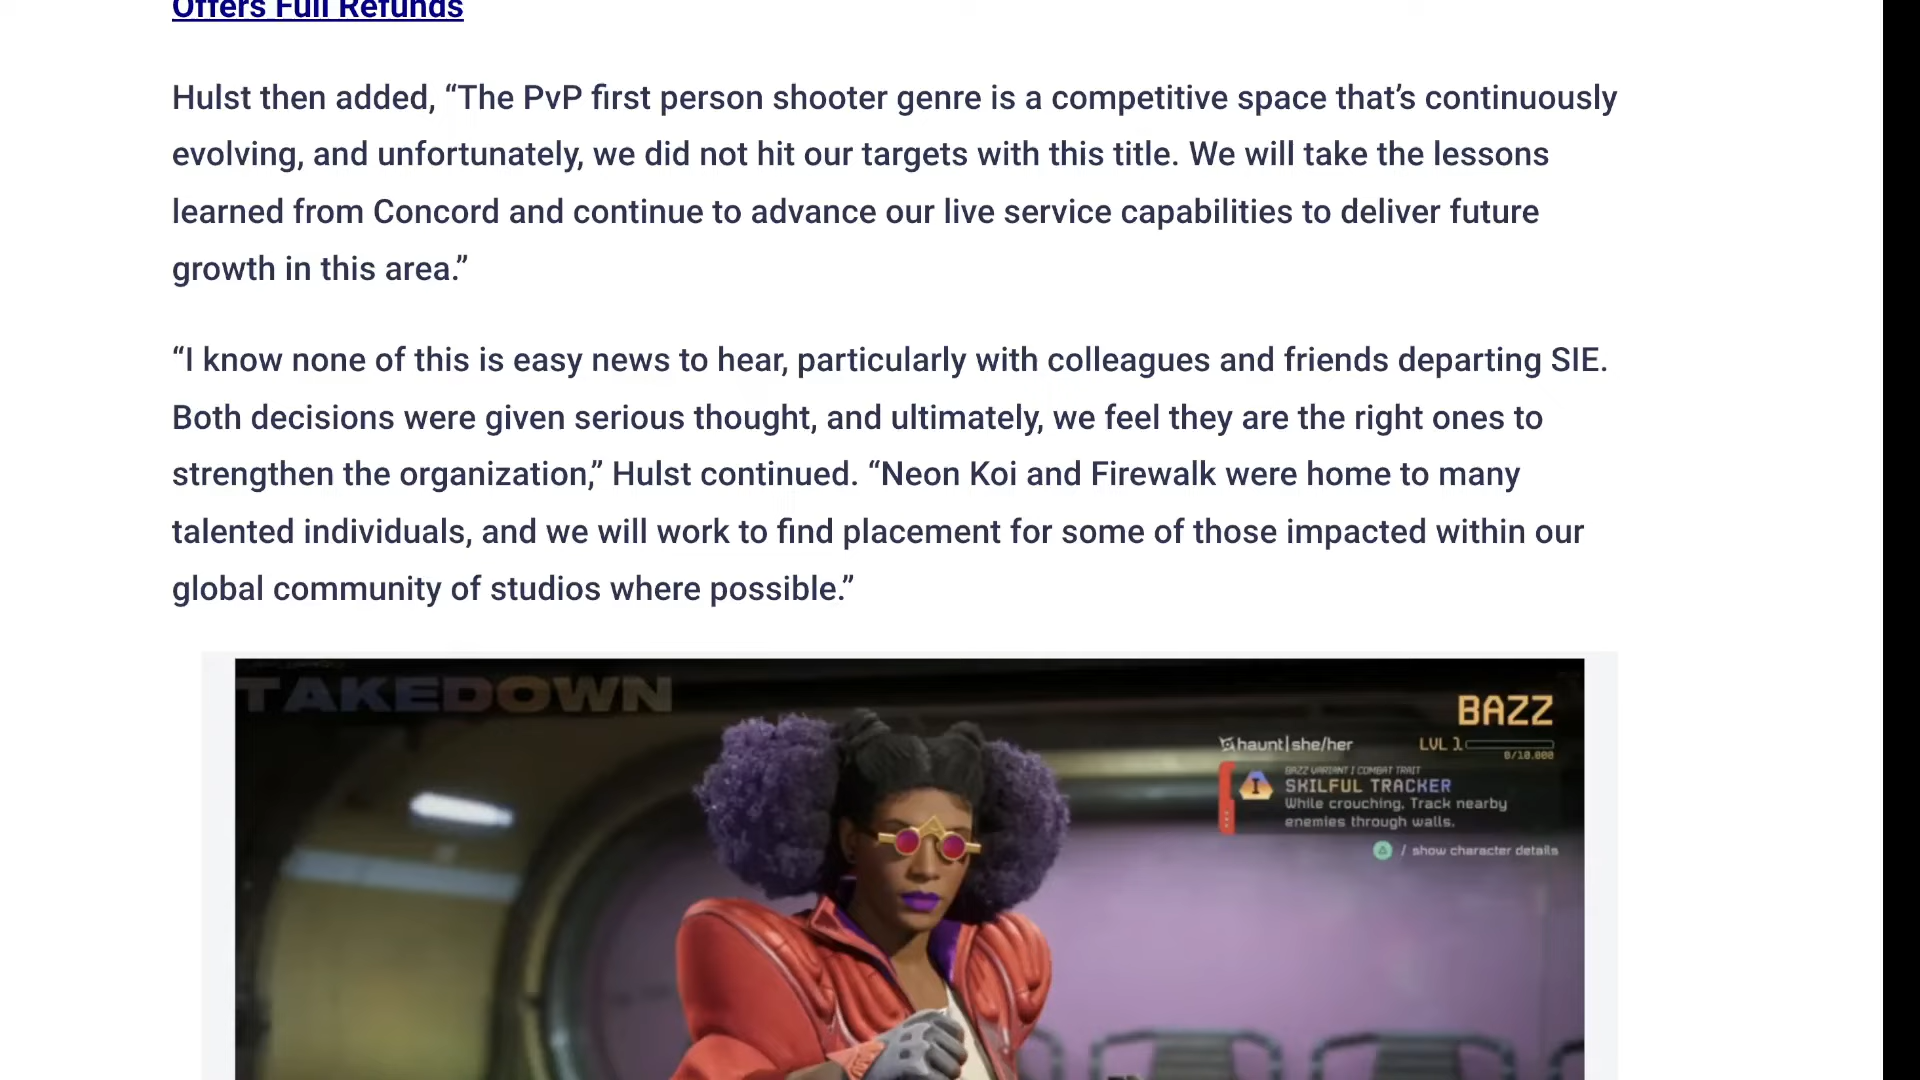 Offers Full Refunds
Hulst then added, “The PvP first person shooter genre is a competitive space that’s continuously
evolving, and unfortunately, we did not hit our targets with this title. We will take the lessons
learned from Concord and continue to advance our live service capabilities to deliver future
growth in this area.”
“I know none of this is easy news to hear, particularly with colleagues and friends departing SIE.
Both decisions were given serious thought, and ultimately, we feel they are the right ones to
strengthen the organization,” Hulst continued. “Neon Koi and Firewalk were home to many
talented individuals, and we will work to find placement for some of those impacted within our
global community of studios where possible.”
TAKEDOWN
BAZZ
haunt|she/her LVL 1
0/10.000
BAZZ VARIANT I COMBAT TRAIT
I SKILFUL TRACKER
While crouching, Track nearby
enemies through walls.
/ show character details